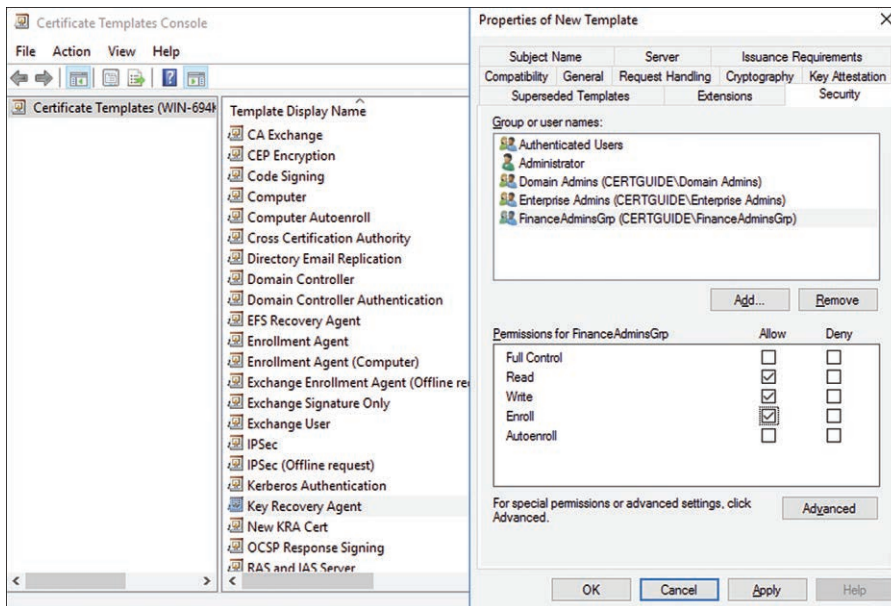 Certificate Templates Console
File Action View Help
Certificate Templates (WIN-694H
Template Display Name
CA Exchange
CEP Encryption
Code Signing
Computer
Computer Autoenroll
Cross Certification Authority
Directory Email Replication
Domain Controller
Domain Controller Authentication
EFS Recovery Agent
Enrollment Agent
Enrollment Agent (Computer)
Exchange Enrollment Agent (Offline re
Exchange Signature Only
Exchange User
IPSec
IPSec (Offline request)
Kerberos Authentication
Key Recovery Agent
New KRA Cert
OCSP Response Signing
RAS and IAS Server
Properties of New Template
Subject Name Server Issuance Requirements
Compatibility General Request Handling Cryptography Key Attestation
Superseded Templates Extensions Security
Group or user names:
Authenticated Users
Administrator
Domain Admins (CERTGUIDE\Domain Admins)
Enterprise Admins (CERTGUIDE\Enterprise Admins)
FinanceAdminsGrp (CERTGUIDE\FinanceAdminsGrp)
Add... Remove
Permissions for FinanceAdminsGrp Allow Deny
Full Control
Read
Write
Enroll
Autoenroll
For special permissions or advanced settings, click
Advanced.
Advanced
OK Cancel Apply Help